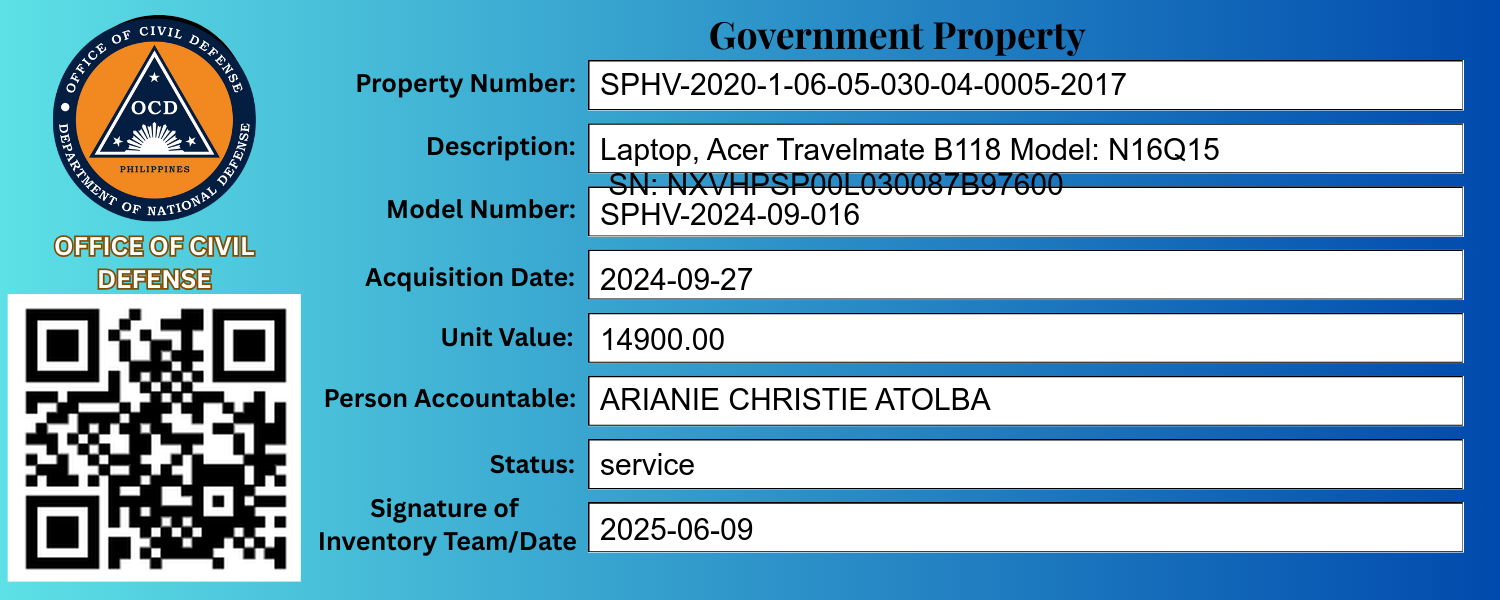 OFFICE OF CIVIL DEFENSE
DEPARTMENT OF NATIONAL DEFENSE
OCD
PHILIPPINES
OFFICE OF CIVIL
DEFENSE
Government Property
Property Number: SPHV-2020-1-06-05-030-04-0005-2017
Description: Laptop, Acer Travelmate B118 Model: N16Q15
SN: NXVHPSP00L030087B97600
Model Number: SPHV-2024-09-016
Acquisition Date: 2024-09-27
Unit Value: 14900.00
Person Accountable: ARIANIE CHRISTIE ATOLBA
Status: service
Signature of
Inventory Team/Date 2025-06-09